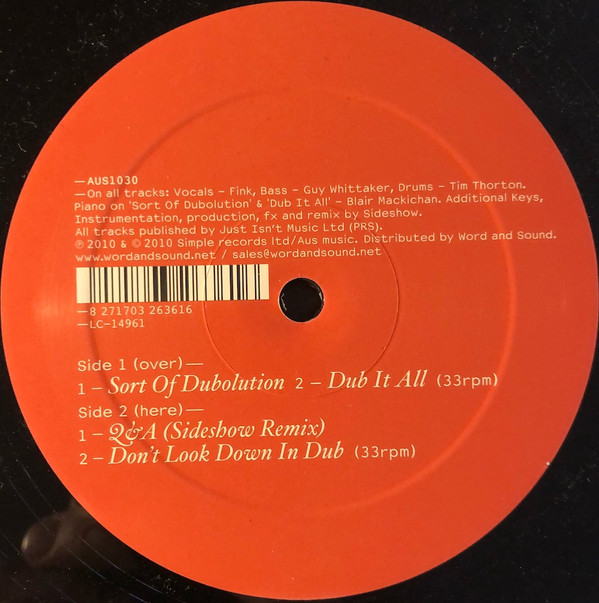 —AUS1030
—On all tracks: Vocals – Fink, Bass – Guy Whittaker, Drums – Tim Thorton.
Piano on 'Sort Of Dubolution' & 'Dub It All' – Blair Mackichan. Additional Keys,
Instrumentation, production, fx and remix by Sideshow.
All tracks published by Just Isn't Music Ltd (PRS).
℗ 2010 & © 2010 Simple records ltd/Aus music. Distributed by Word and Sound.
www.wordandsound.net / sales@wordandsound.net
—8 271703 263616
—LC-14961
Side 1 (over)—
1 – Sort Of Dubolution 2 – Dub It All (33rpm)
Side 2 (here)—
1 – Q&A (Sideshow Remix)
2 – Don't Look Down In Dub (33rpm)